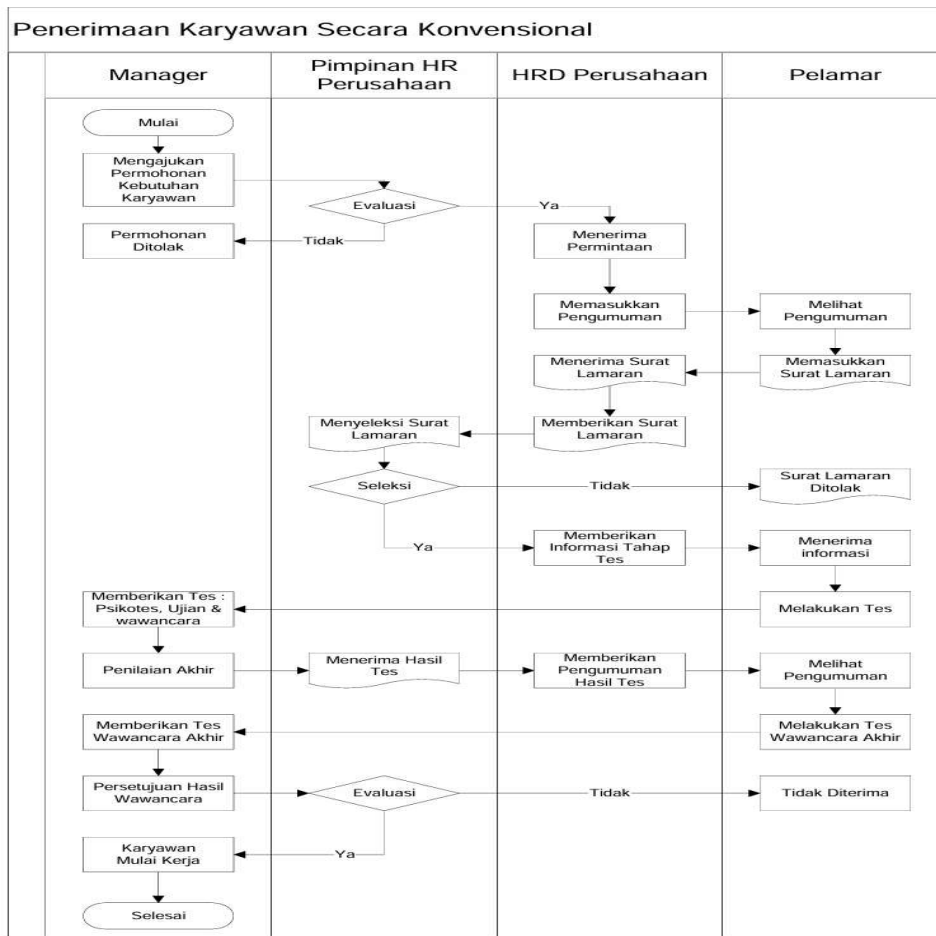 Penerimaan Karyawan Secara Konvensional
Manager
Pimpinan HR
Perusahaan
HRD Perusahaan
Pelamar
Mulai
Mengajukan
Permohonan
Kebutuhan
Karyawan
Evaluasi
Ya
Permohonan
Ditolak
Tidak
Menerima
Permintaan
Memasukkan
Pengumuman
Melihat
Pengumuman
Menerima Surat
Lamaran
Memasukkan
Surat Lamaran
Menyeleksi Surat
Lamaran
Memberikan Surat
Lamaran
Seleksi
Tidak
Surat Lamaran
Ditolak
Ya
Memberikan
Informasi Tahap
Tes
Menerima
informasi
Memberikan Tes :
Psikotes, Ujian &
wawancara
Melakukan Tes
Penilaian Akhir
Menerima Hasil
Tes
Memberikan
Pengumuman
Hasil Tes
Melihat
Pengumuman
Memberikan Tes
Wawancara Akhir
Melakukan Tes
Wawancara Akhir
Persetujuan Hasil
Wawancara
Evaluasi
Tidak
Tidak Diterima
Karyawan
Mulai Kerja
Ya
Selesai